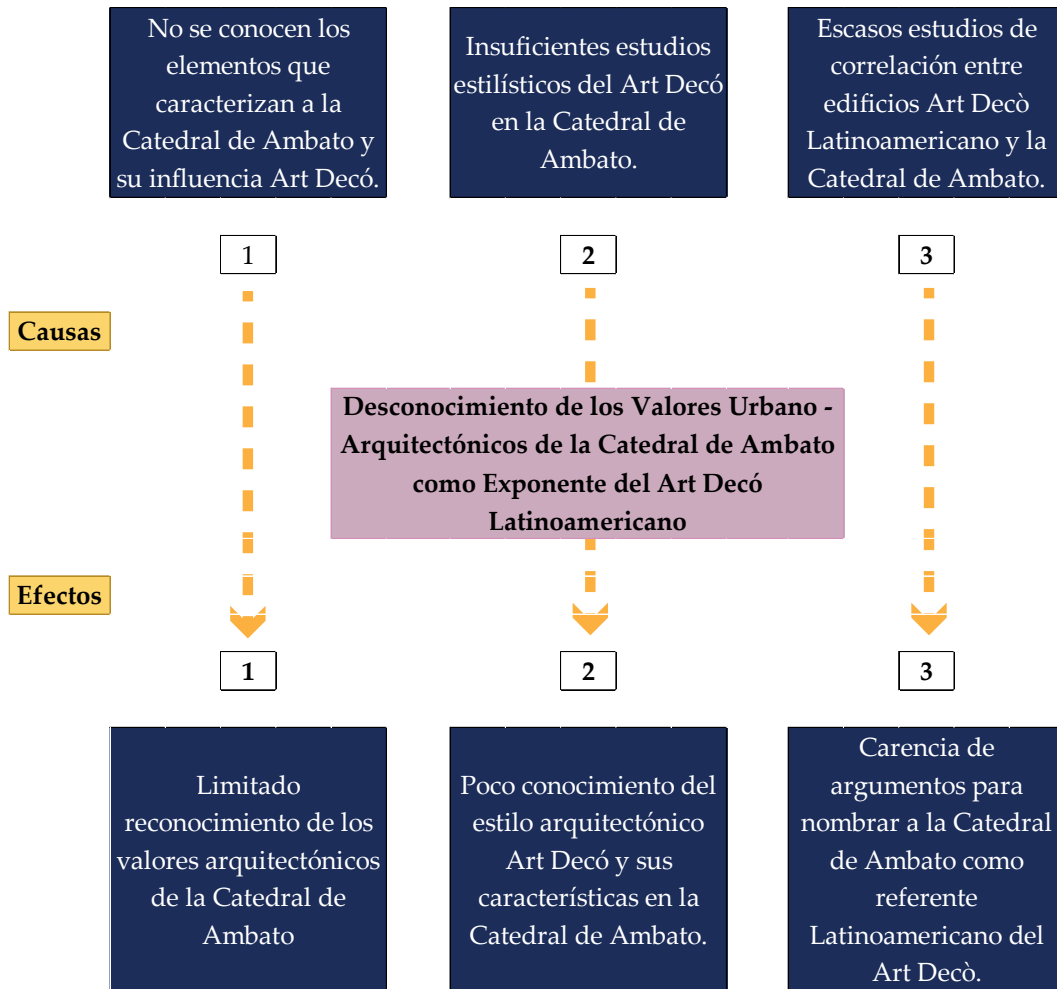 No se conocen los
elementos que
caracterizan a la
Catedral de Ambato y
su influencia Art Decó.
Insuficientes estudios
estilísticos del Art Decó
en la Catedral de
Ambato.
Escasos estudios de
correlación entre
edificios Art Decò
Latinoamericano y la
Catedral de Ambato.
1
2
3
Causas
Desconocimiento de los Valores Urbano -
Arquitectónicos de la Catedral de Ambato
como Exponente del Art Decó
Latinoamericano
Efectos
1
2
3
Limitado
reconocimiento de los
valores arquitectónicos
de la Catedral de
Ambato
Poco conocimiento del
estilo arquitectónico
Art Decó y sus
características en la
Catedral de Ambato.
Carencia de
argumentos para
nombrar a la Catedral
de Ambato como
referente
Latinoamericano del
Art Decò.